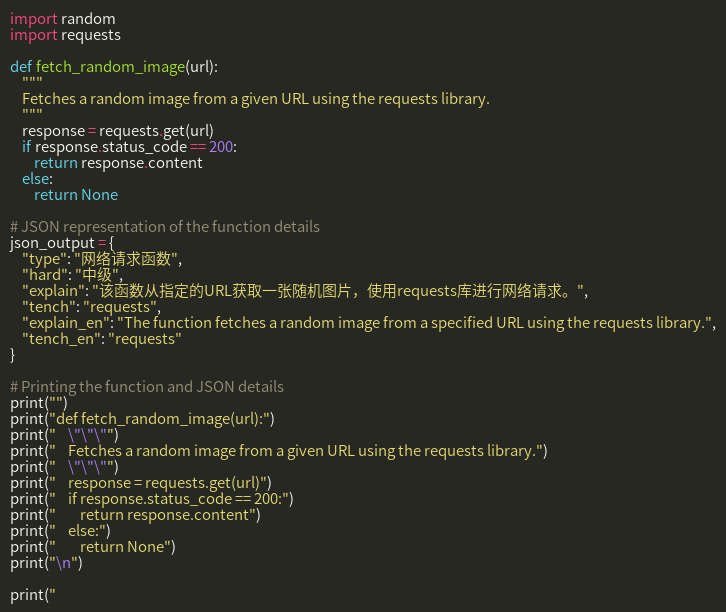 import random
import requests

def fetch_random_image(url):
    """
    Fetches a random image from a given URL using the requests library.
    """
    response = requests.get(url)
    if response.status_code == 200:
        return response.content
    else:
        return None

# JSON representation of the function details
json_output = {
    "type": "网络请求函数",
    "hard": "中级",
    "explain": "该函数从指定的URL获取一张随机图片，使用requests库进行网络请求。",
    "tench": "requests",
    "explain_en": "The function fetches a random image from a specified URL using the requests library.",
    "tench_en": "requests"
}

# Printing the function and JSON details
print("")
print("def fetch_random_image(url):")
print("    \"\"\"")
print("    Fetches a random image from a given URL using the requests library.")
print("    \"\"\"")
print("    response = requests.get(url)")
print("    if response.status_code == 200:")
print("        return response.content")
print("    else:")
print("        return None")
print("\n")

print("